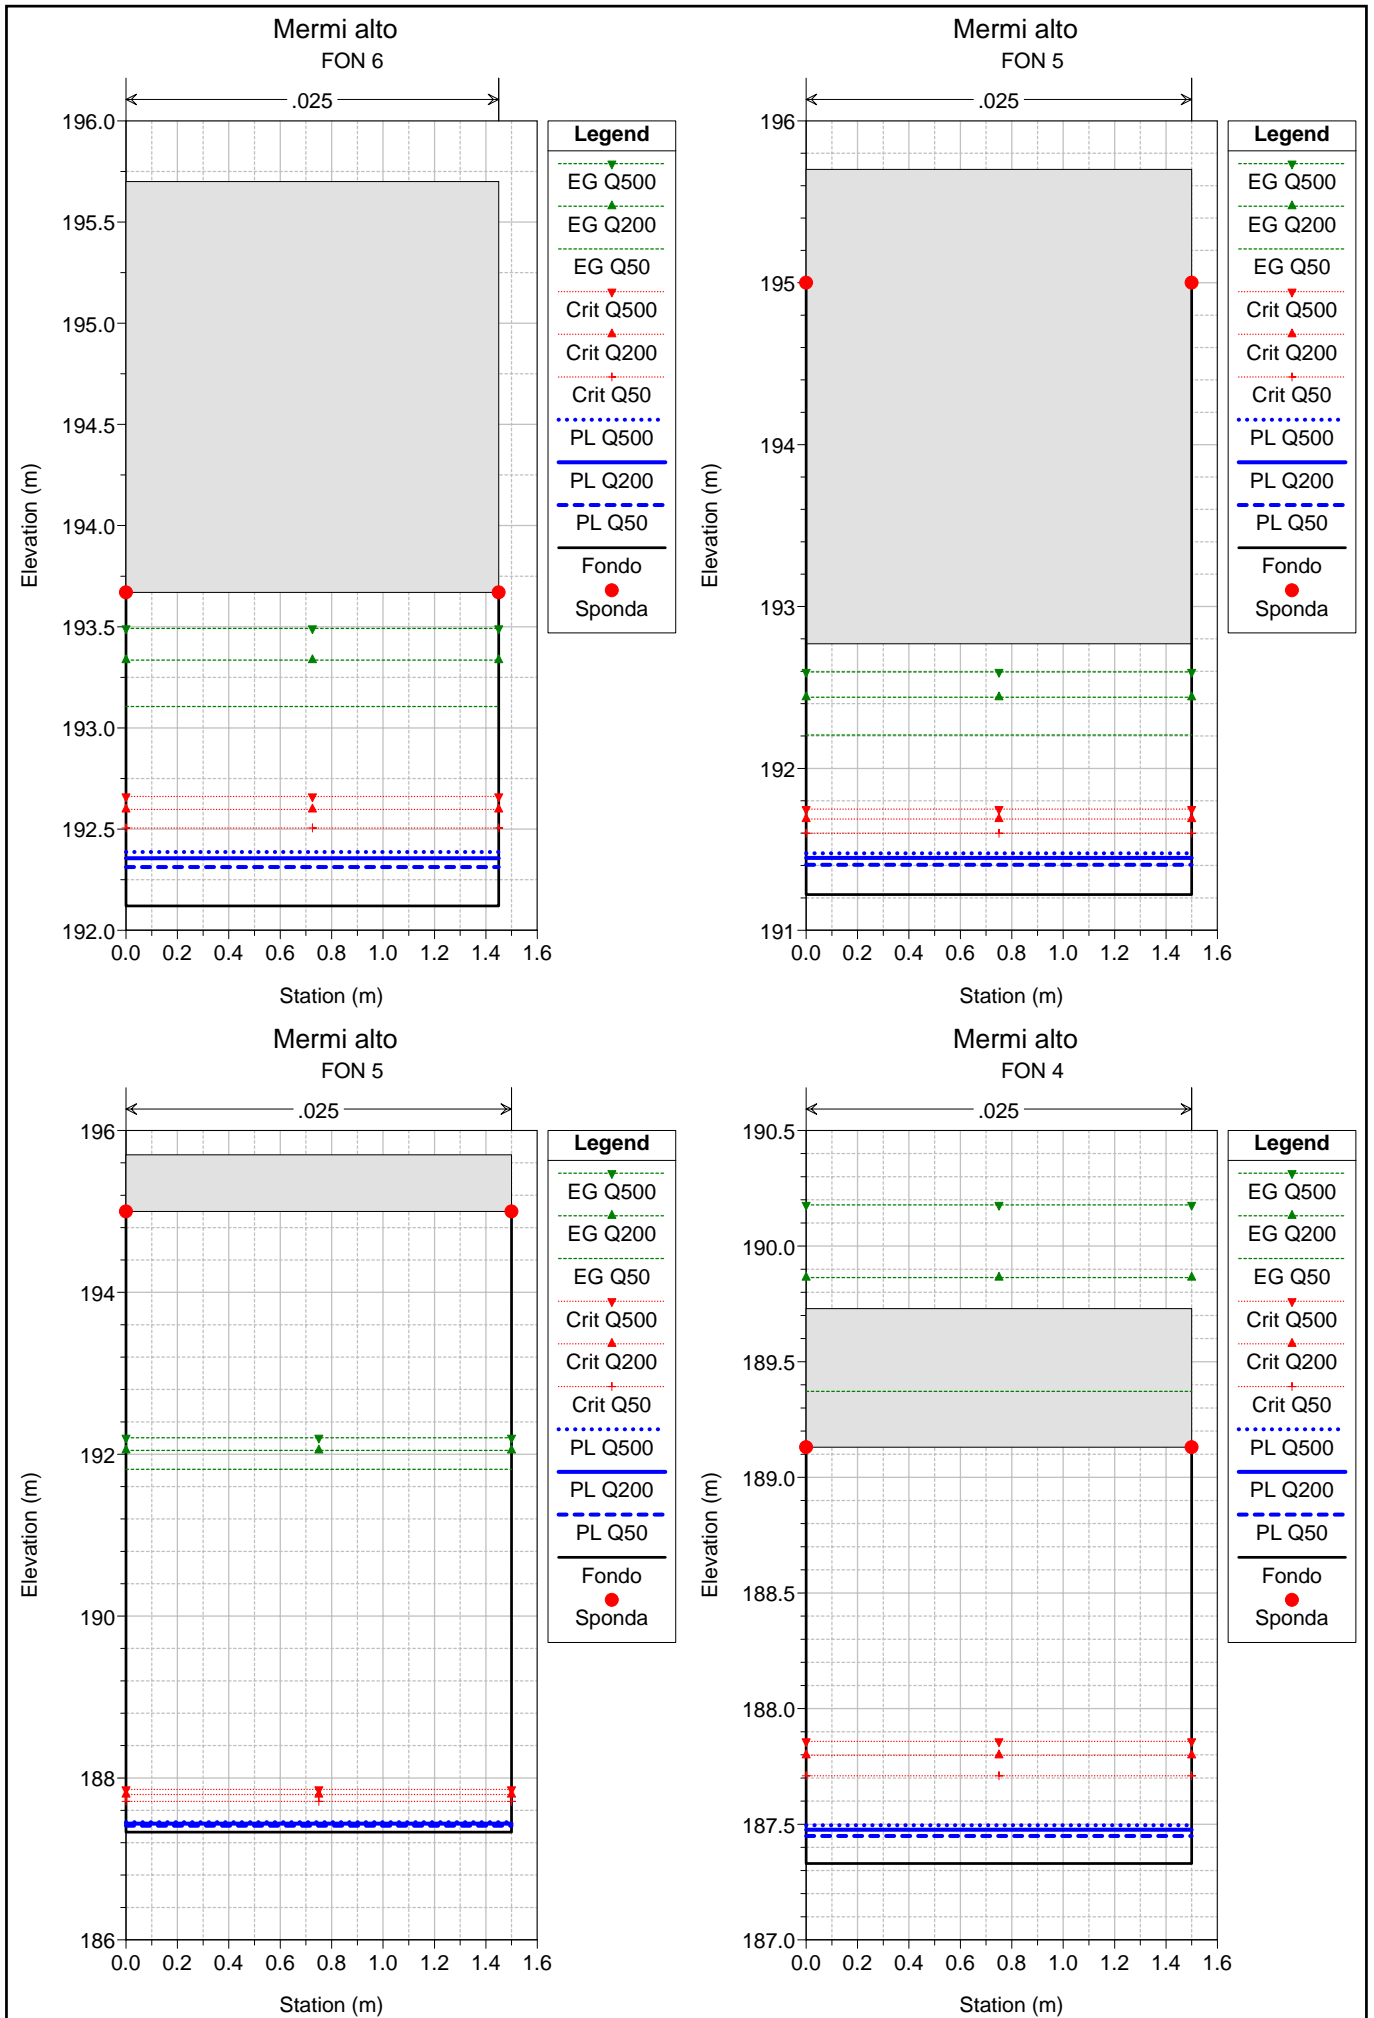 Mermi alto
FON 6
.025
196.0
195.5
195.0
194.5
194.0
193.5
193.0
192.5
192.0
Elevation (m)
0.0 0.2 0.4 0.6 0.8 1.0 1.2 1.4 1.6
Station (m)
Legend
EG Q500
EG Q200
EG Q50
Crit Q500
Crit Q200
Crit Q50
PL Q500
PL Q200
PL Q50
Fondo
Sponda
Mermi alto
FON 5
.025
196
195
194
193
192
191
Elevation (m)
0.0 0.2 0.4 0.6 0.8 1.0 1.2 1.4 1.6
Station (m)
Legend
EG Q500
EG Q200
EG Q50
Crit Q500
Crit Q200
Crit Q50
PL Q500
PL Q200
PL Q50
Fondo
Sponda
Mermi alto
FON 5
.025
196
194
192
190
188
186
Elevation (m)
0.0 0.2 0.4 0.6 0.8 1.0 1.2 1.4 1.6
Station (m)
Legend
EG Q500
EG Q200
EG Q50
Crit Q500
Crit Q200
Crit Q50
PL Q500
PL Q200
PL Q50
Fondo
Sponda
Mermi alto
FON 4
.025
190.5
190.0
189.5
189.0
188.5
188.0
187.5
187.0
Elevation (m)
0.0 0.2 0.4 0.6 0.8 1.0 1.2 1.4 1.6
Station (m)
Legend
EG Q500
EG Q200
EG Q50
Crit Q500
Crit Q200
Crit Q50
PL Q500
PL Q200
PL Q50
Fondo
Sponda